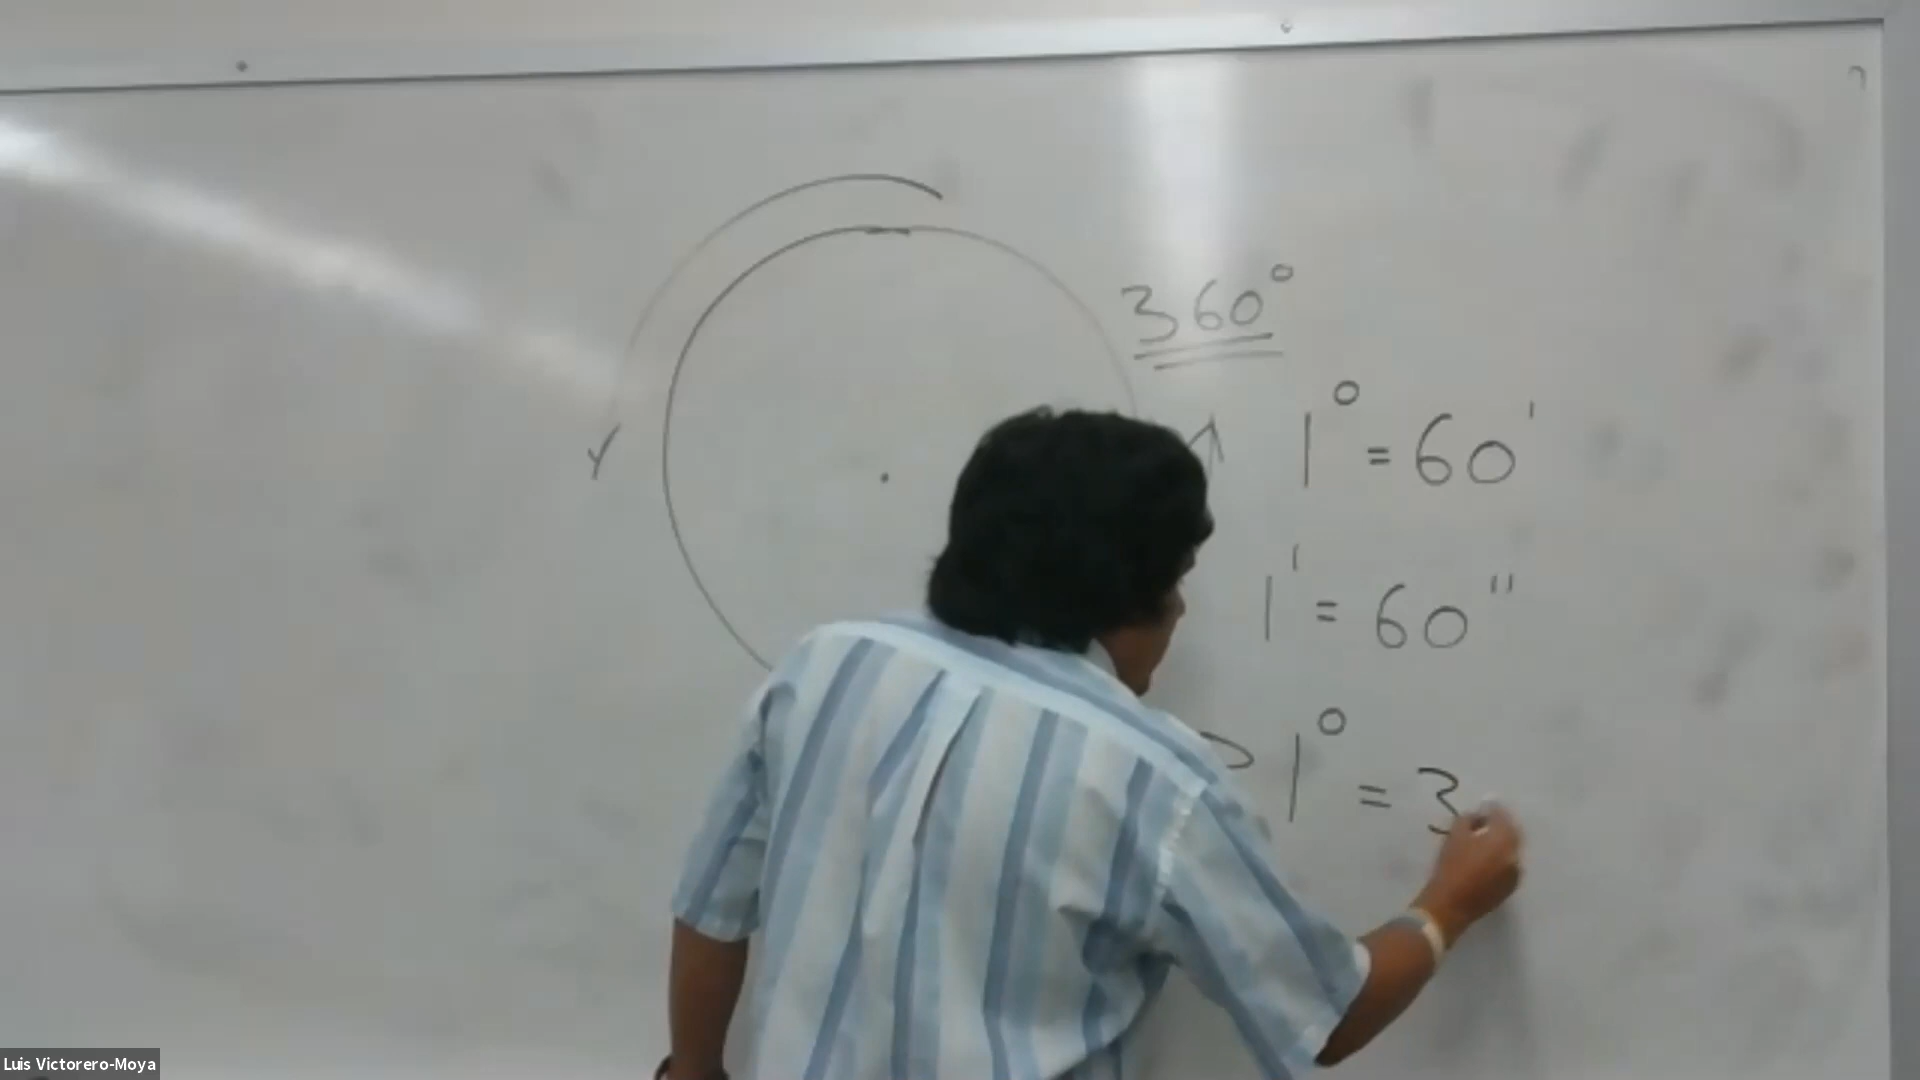 360°
1° = 60'
1' = 60"
1° = 3
Luis Victorero-Moya